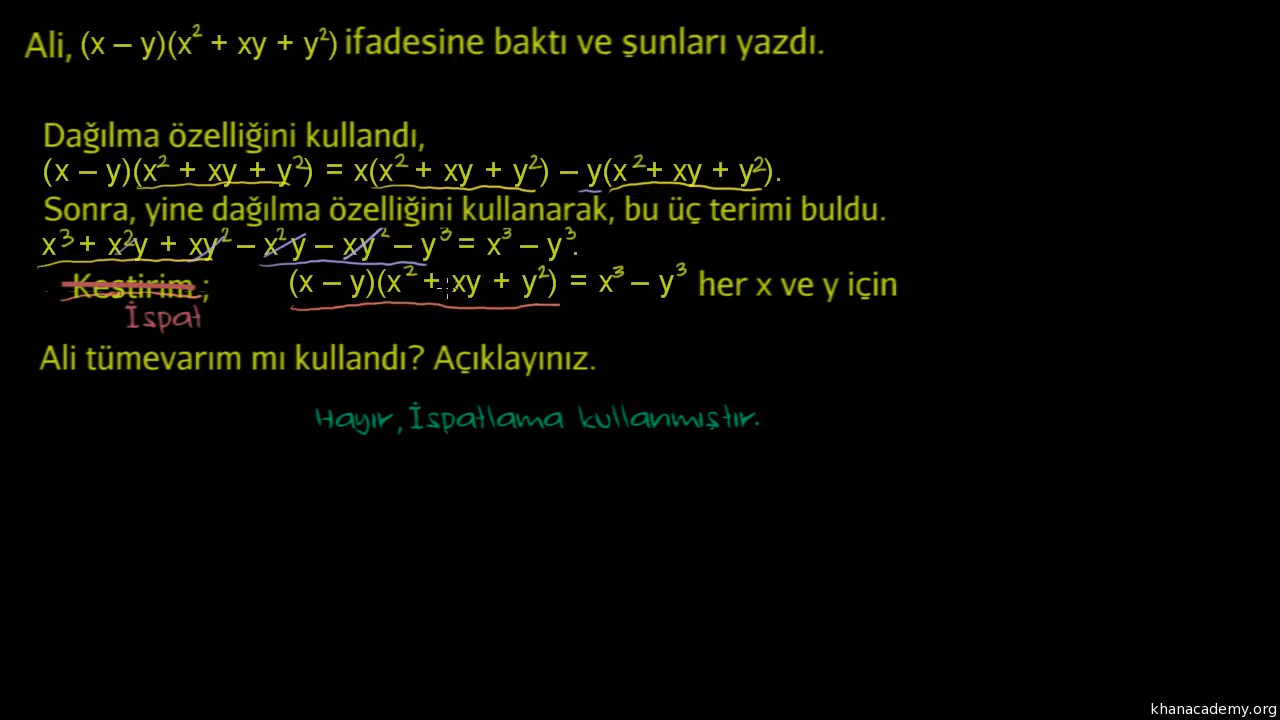 Ali, (x – y)(x² + xy + y²) ifadesine baktı ve şunları yazdı.
Dağılma özelliğini kullandı,
(x – y)(x² + xy + y²) = x(x² + xy + y²) – y(x² + xy + y²).
Sonra, yine dağılma özelliğini kullanarak, bu üç terimi buldu.
x³ + x²y + xy² – x²y – xy² – y³ = x³ – y³.
Kestirim ; (x – y)(x² + xy + y²) = x³ – y³ her x ve y için
İspat
Ali tümevarım mı kullandı? Açıklayınız.
Hayır, İspatlama kullanmıştır.
khanacademy.org